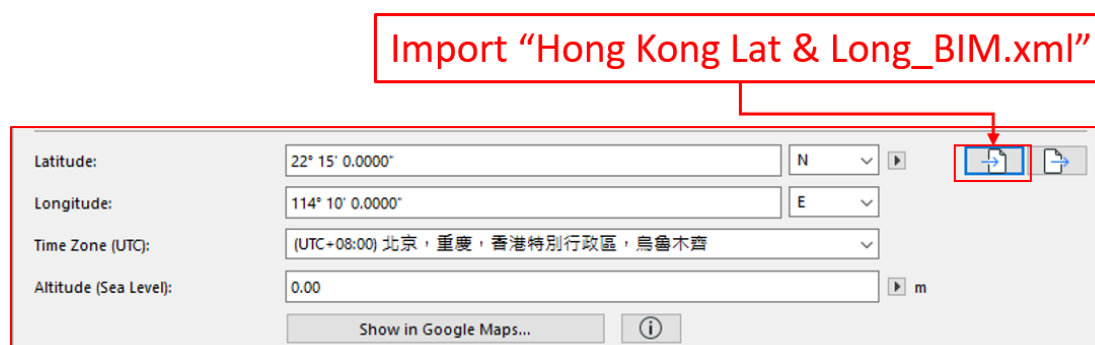 Import “Hong Kong Lat & Long_BIM.xml”
Latitude: 22° 15' 0.0000" N
Longitude: 114° 10' 0.0000" E
Time Zone (UTC): (UTC+08:00) 北京，重慶，香港特別行政區，烏魯木齊
Altitude (Sea Level): 0.00 m
Show in Google Maps...